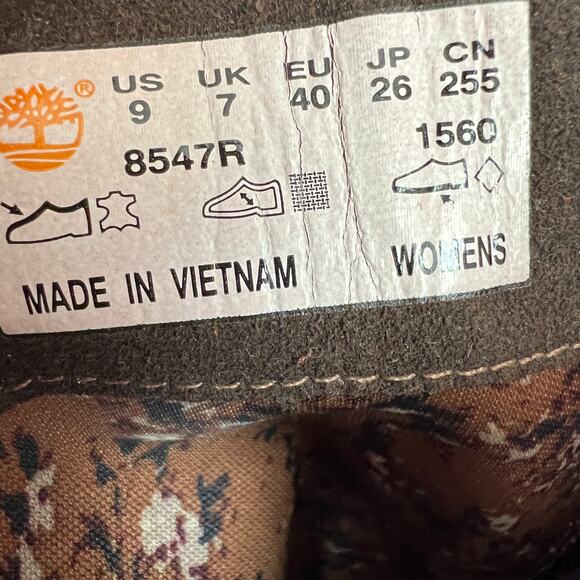 ® US UK EU JP CN
9 7 40 26 255
8547R 1560
MADE IN VIETNAM WOMENS